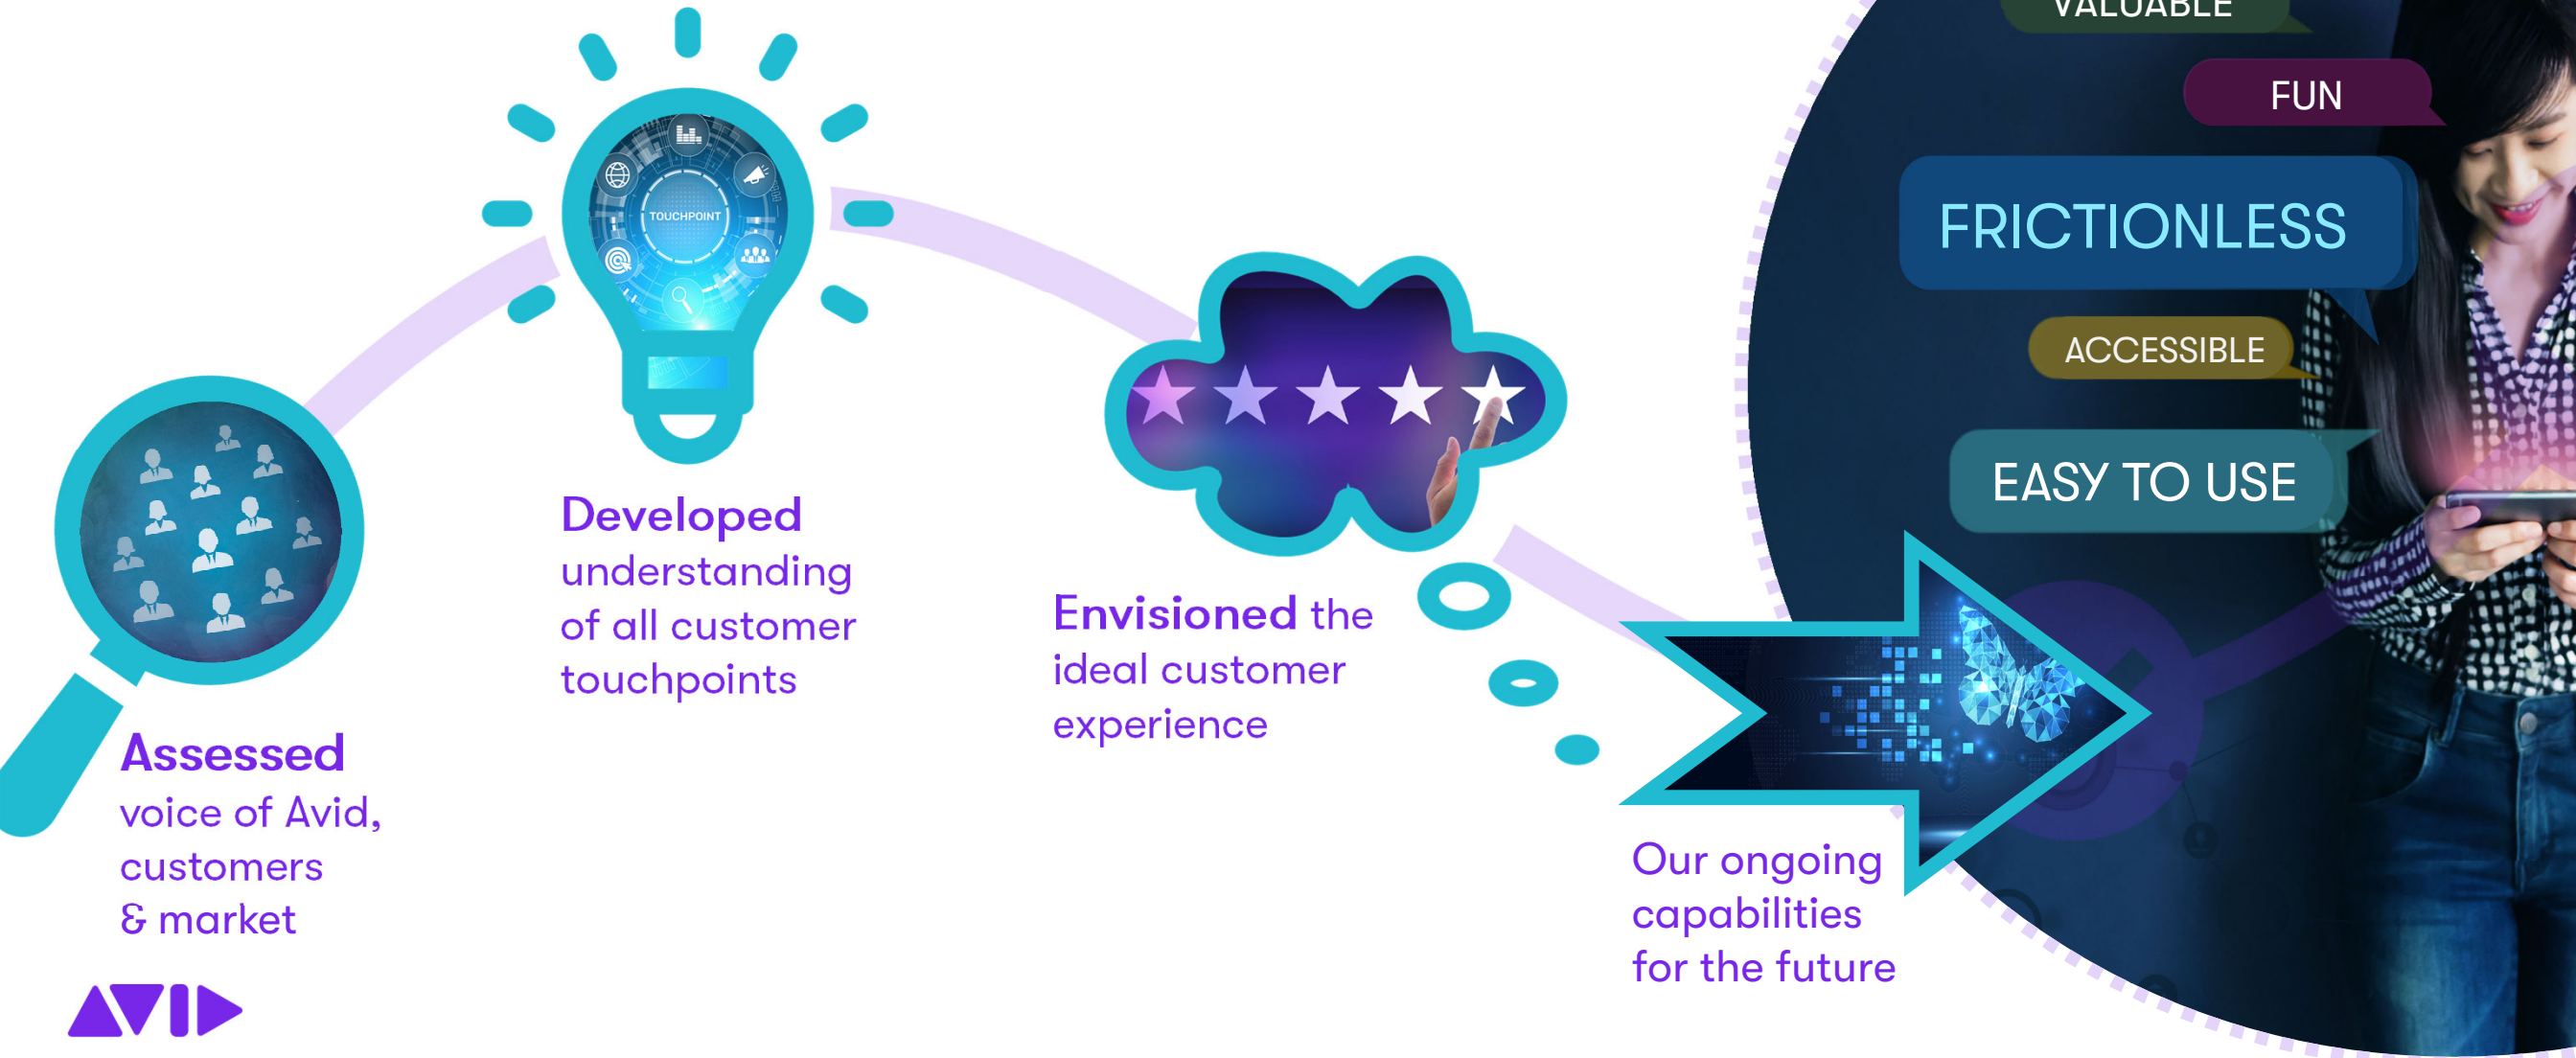 VALUABLE
FUN
FRICTIONLESS
ACCESSIBLE
EASY TO USE
TOUCHPOINT
Assessed
voice of Avid,
customers
& market
Developed
understanding
of all customer
touchpoints
Envisioned the
ideal customer
experience
Our ongoing
capabilities
for the future
AVID